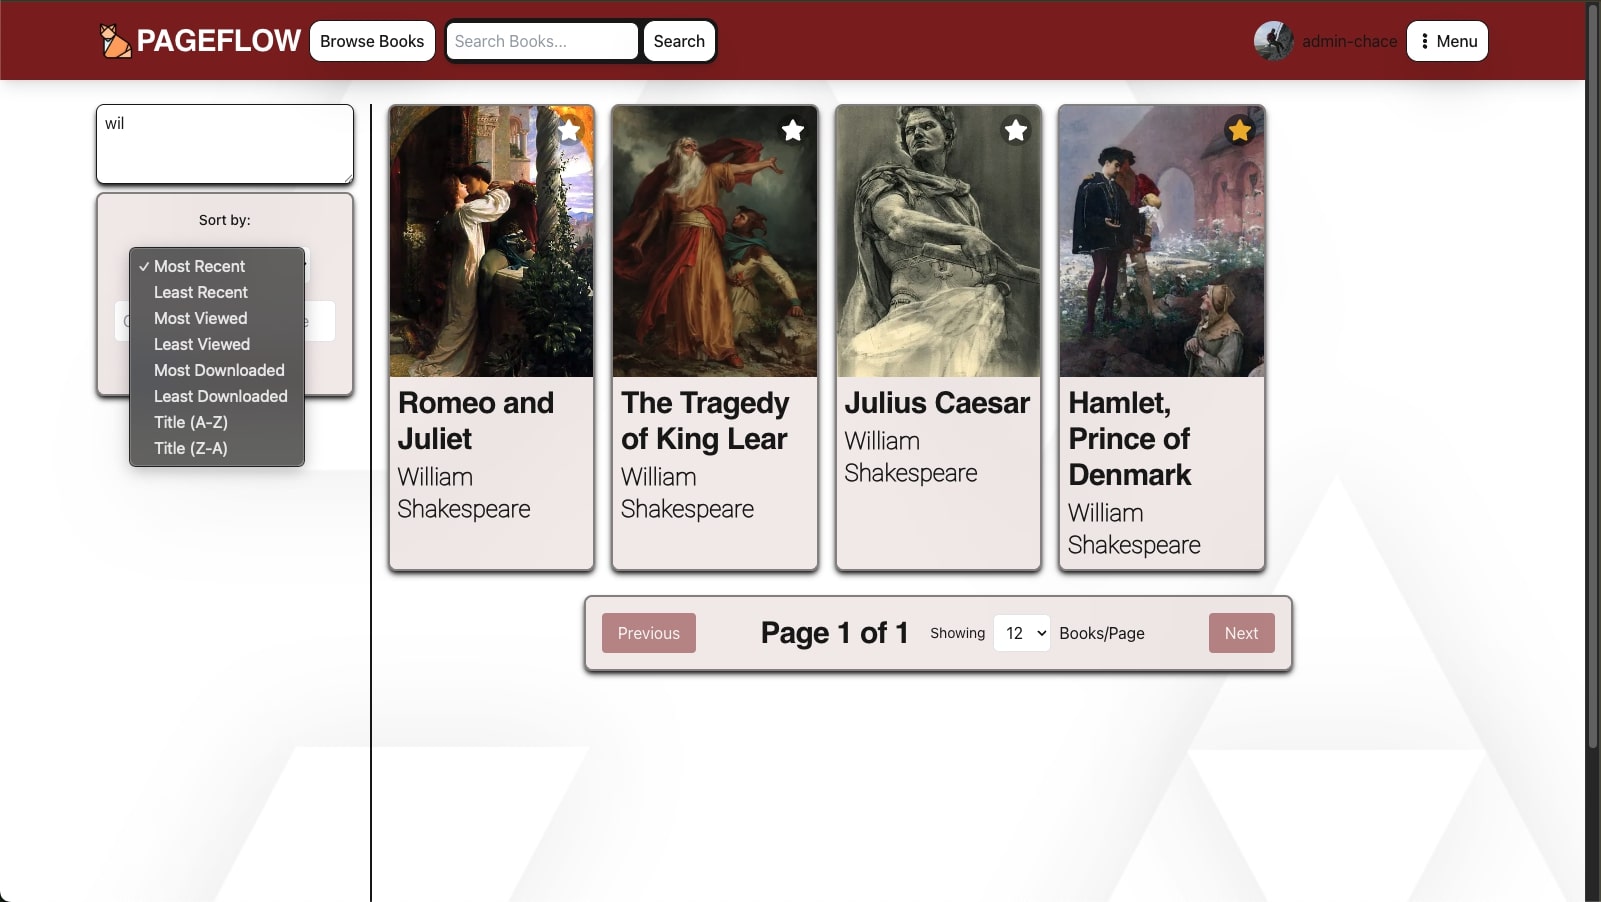 PAGEFLOW
Browse Books
Search Books...
Search
admin-chace
Menu
wil
Sort by:
✓ Most Recent
Least Recent
Most Viewed
Least Viewed
Most Downloaded
Least Downloaded
Title (A-Z)
Title (Z-A)
Romeo and
Juliet
William
Shakespeare
The Tragedy
of King Lear
William
Shakespeare
Julius Caesar
William
Shakespeare
Hamlet,
Prince of
Denmark
William
Shakespeare
Previous
Page 1 of 1
Showing
12
Books/Page
Next